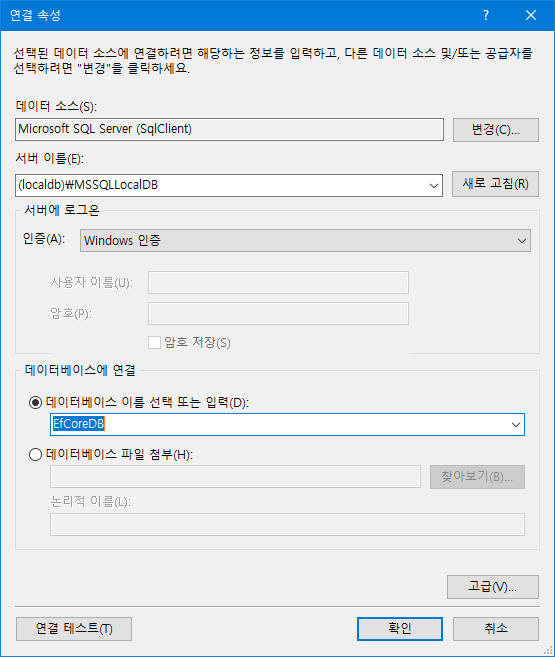 연결 속성
선택된 데이터 소스에 연결하려면 해당하는 정보를 입력하고, 다른 데이터 소스 및/또는 공급자를
선택하려면 "변경"을 클릭하세요.
데이터 소스(S):
Microsoft SQL Server (SqlClient)
변경(C)...
서버 이름(E):
(localdb)₩MSSQLLocalDB
새로 고침(R)
서버에 로그온
인증(A):
Windows 인증
사용자 이름(U):
암호(P):
암호 저장(S)
데이터베이스에 연결
데이터베이스 이름 선택 또는 입력(D):
EfCoreDB
데이터베이스 파일 첨부(H):
찾아보기(B)...
논리적 이름(L):
고급(V)...
연결 테스트(T)
확인
취소